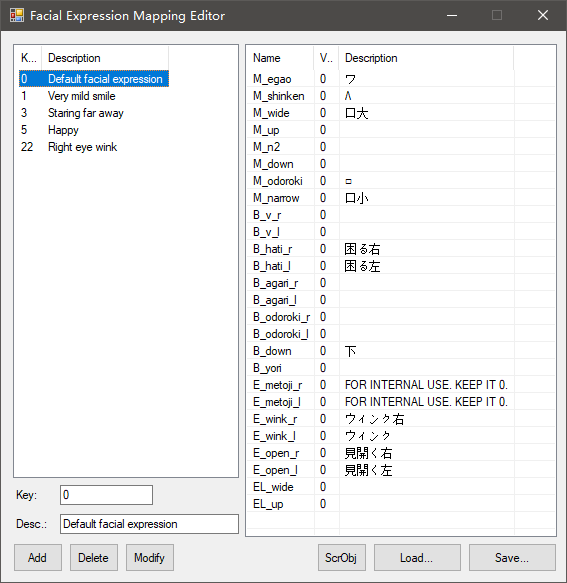 Facial Expression Mapping Editor
K... Description
0 Default facial expression
1 Very mild smile
3 Staring far away
5 Happy
22 Right eye wink
Key: 0
Desc.: Default facial expression
Add Delete Modify
Name V.. Description
M_egao 0 ワ
M_shinken 0 Λ
M_wide 0 口大
M_up 0
M_n2 0
M_down 0
M_odoroki 0 □
M_narrow 0 口小
B_v_r 0
B_v_l 0
B_hati_r 0 困る右
B_hati_l 0 困る左
B_agari_r 0
B_agari_l 0
B_odoroki_r 0
B_odoroki_l 0
B_down 0 下
B_yori 0
E_metoji_r 0 FOR INTERNAL USE. KEEP IT 0.
E_metoji_l 0 FOR INTERNAL USE. KEEP IT 0.
E_wink_r 0 ウィンク右
E_wink_l 0 ウィンク
E_open_r 0 見開く右
E_open_l 0 見開く左
EL_wide 0
EL_up 0
ScrObj Load... Save...